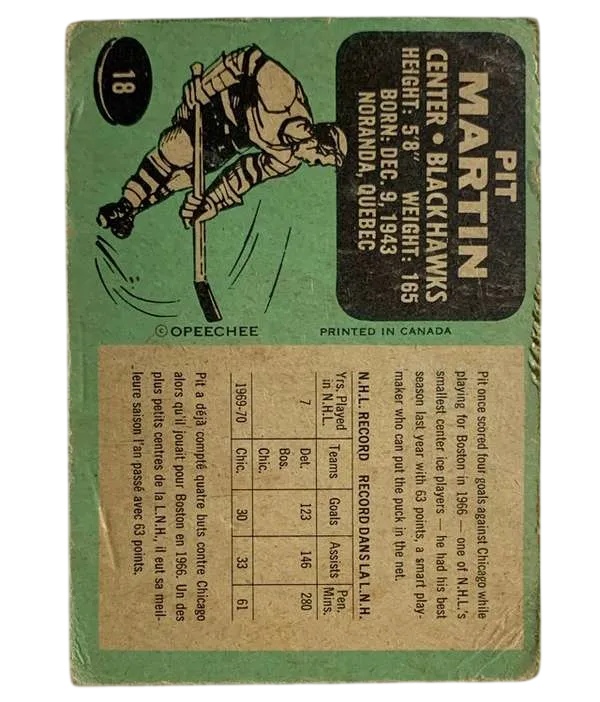 18
PIT
MARTIN
CENTER • BLACK HAWKS
HEIGHT: 5'8" WEIGHT: 165
BORN: DEC. 9, 1943
NORANDA, QUEBEC
© OPEECHEE PRINTED IN CANADA
Pit once scored four goals against Chicago while
playing for Boston in 1966 — one of N.H.L.'s
smallest center ice players — he had his best
season last year with 63 points, a smart play-
maker who can put the puck in the net.
N.H.L. RECORD RECORD DANS LA L.N.H.
Yrs. Played in N.H.L. Teams Goals Assists Pen. Mins.
7 Det. Bos. Chic. 123 146 280
1969-70 Chic. 30 33 61
Pit a déjà compté quatre buts contre Chicago
alors qu'il jouait pour Boston en 1966. Un des
plus petits centres de la L.N.H., il eut sa meil-
leure saison l'an passé avec 63 points.